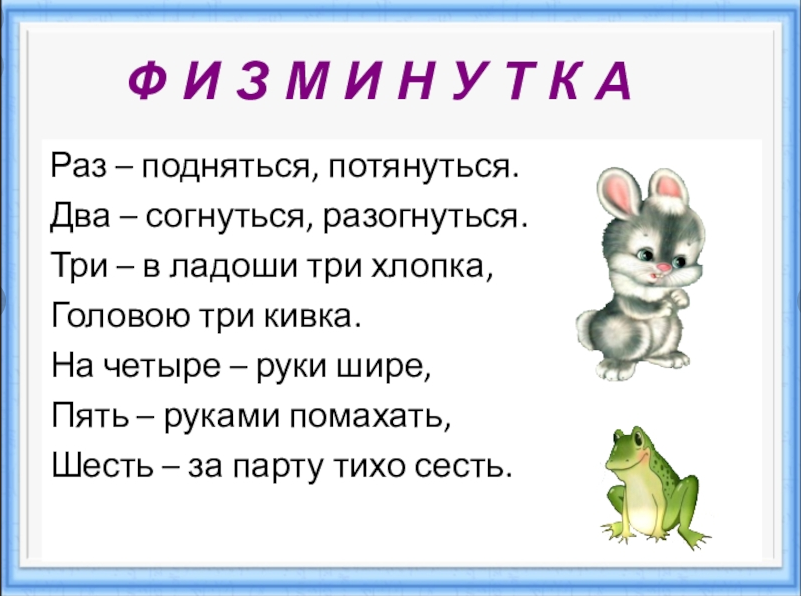 Ф И З М И Н У Т К А
Раз – подняться, потянуться.
Два – согнуться, разогнуться.
Три – в ладоши три хлопка,
Головою три кивка.
На четыре – руки шире,
Пять – руками помахать,
Шесть – за парту тихо сесть.